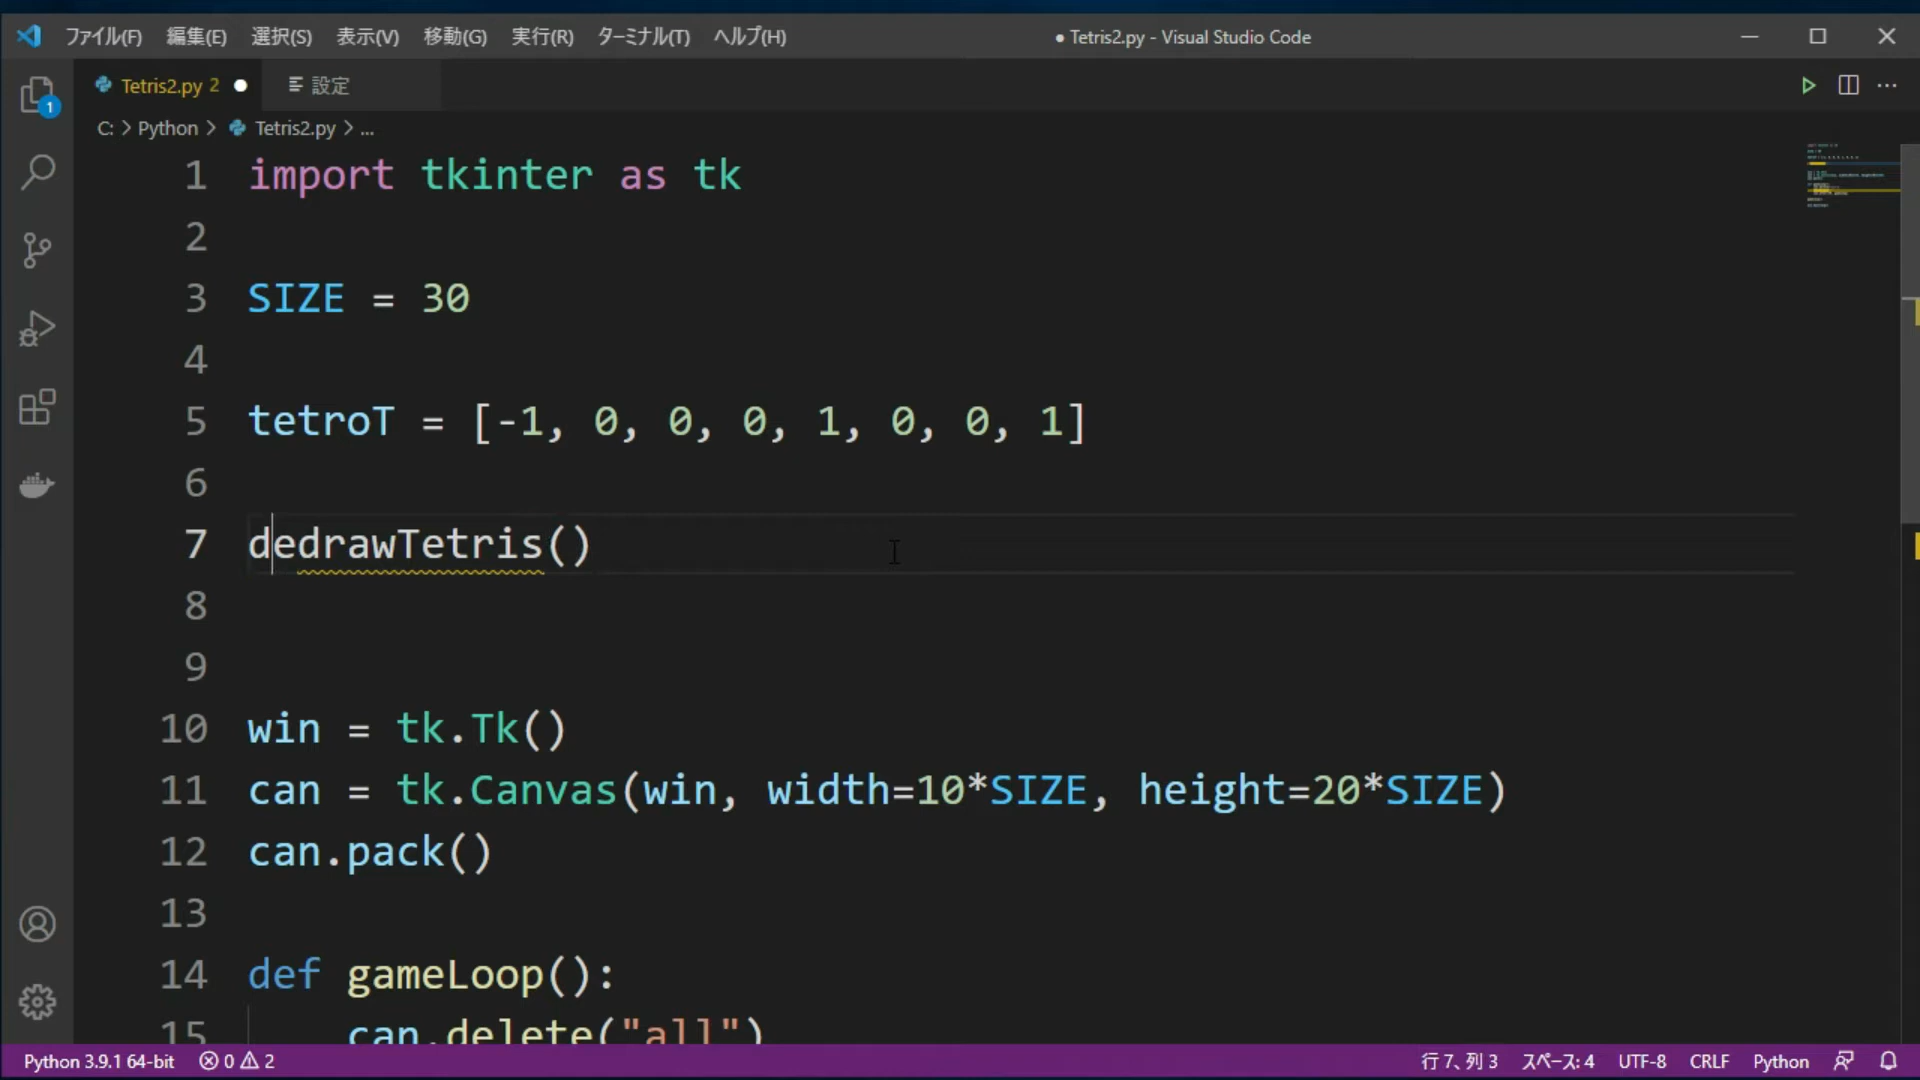 ファイル(F) 編集(E) 選択(S) 表示(V) 移動(G) 実行(R) ターミナル(T) ヘルプ(H) ● Tetris2.py - Visual Studio Code
Tetris2.py 2 ● 設定
C: > Python > Tetris2.py > ...
1
1 import tkinter as tk
2
3 SIZE = 30
4
5 tetroT = [-1, 0, 0, 0, 1, 0, 0, 1]
6
7 dedrawTetris()
8
9
10 win = tk.Tk()
11 can = tk.Canvas(win, width=10*SIZE, height=20*SIZE)
12 can.pack()
13
14 def gameLoop():
15 can.delete("all")
Python 3.9.1 64-bit 0 2 行 7、列 3 スペース: 4 UTF-8 CRLF Python